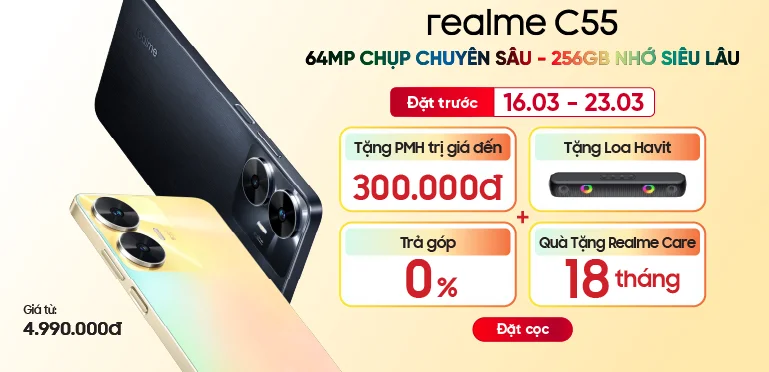 realme C55
64MP CHỤP CHUYÊN SÂU - 256GB NHỚ SIÊU LÂU
Đặt trước 16.03 - 23.03
Tặng PMH trị giá đến
300.000đ
Tặng Loa Havit
+
Trả góp
0%
Quà Tặng Realme Care
18 tháng
Đặt cọc
Giá từ:
4.990.000đ
realme